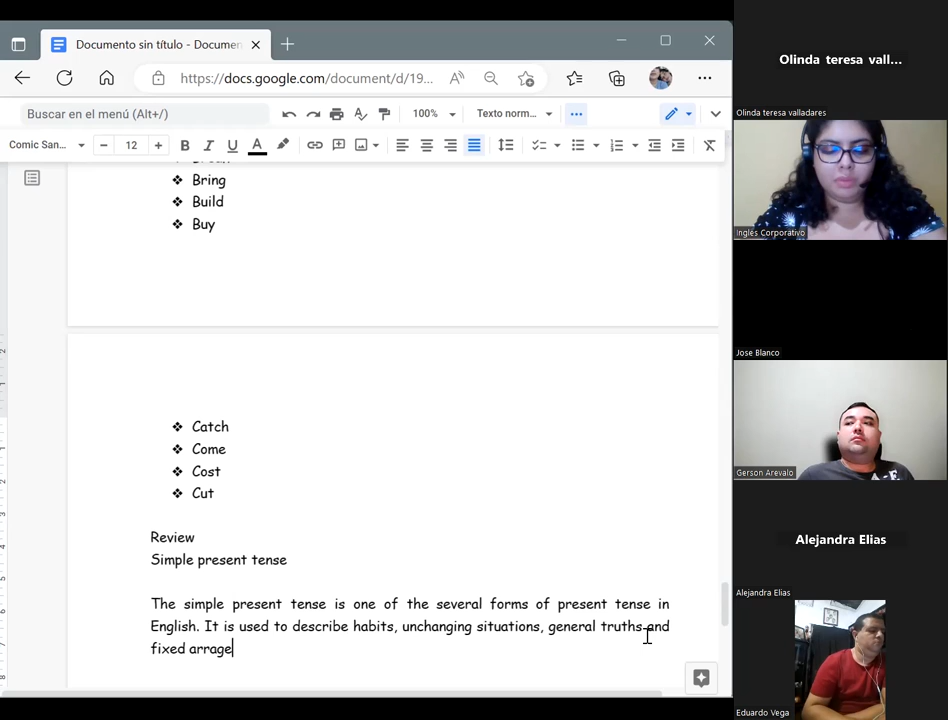 Documento sin título - Documen
https://docs.google.com/document/d/19...
Buscar en el menú (Alt+/)
100%
Texto norm...
Comic San...
12
Bring
Build
Buy
Catch
Come
Cost
Cut
Review
Simple present tense
The simple present tense is one of the several forms of present tense in
English. It is used to describe habits, unchanging situations, general truths and
fixed arrage
Olinda teresa vall...
Olinda teresa valladares
Inglés Corporativo
Jose Blanco
Gerson Arevalo
Alejandra Elias
Alejandra Elias
Eduardo Vega